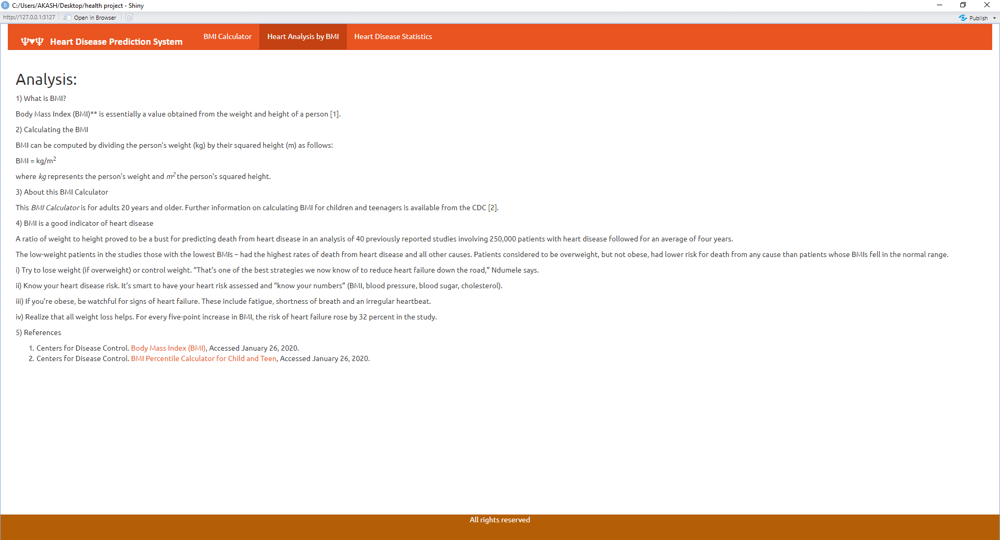 C:/Users/AKASH/Desktop/health project - Shiny
http://127.0.0.1:3127 Open in Browser Publish
Heart Disease Prediction System BMI Calculator Heart Analysis by BMI Heart Disease Statistics
Analysis:
1) What is BMI?
Body Mass Index (BMI)** is essentially a value obtained from the weight and height of a person [1].
2) Calculating the BMI
BMI can be computed by dividing the person's weight (kg) by their squared height (m) as follows:
BMI = kg/m²
where kg represents the person's weight and m² the person's squared height.
3) About this BMI Calculator
This BMI Calculator is for adults 20 years and older. Further information on calculating BMI for children and teenagers is available from the CDC [2].
4) BMI is a good indicator of heart disease
A ratio of weight to height proved to be a bust for predicting death from heart disease in an analysis of 40 previously reported studies involving 250,000 patients with heart disease followed for an average of four years.
The low-weight patients in the studies those with the lowest BMIs – had the highest rates of death from heart disease and all other causes. Patients considered to be overweight, but not obese, had lower risk for death from any cause than patients whose BMIs fell in the normal range.
i) Try to lose weight (if overweight) or control weight. “That’s one of the best strategies we now know of to reduce heart failure down the road,” Ndumele says.
ii) Know your heart disease risk. It’s smart to have your heart risk assessed and “know your numbers” (BMI, blood pressure, blood sugar, cholesterol).
iii) If you’re obese, be watchful for signs of heart failure. These include fatigue, shortness of breath and an irregular heartbeat.
iv) Realize that all weight loss helps. For every five-point increase in BMI, the risk of heart failure rose by 32 percent in the study.
5) References
1. Centers for Disease Control. Body Mass Index (BMI), Accessed January 26, 2020.
2. Centers for Disease Control. BMI Percentile Calculator for Child and Teen, Accessed January 26, 2020.
All rights reserved